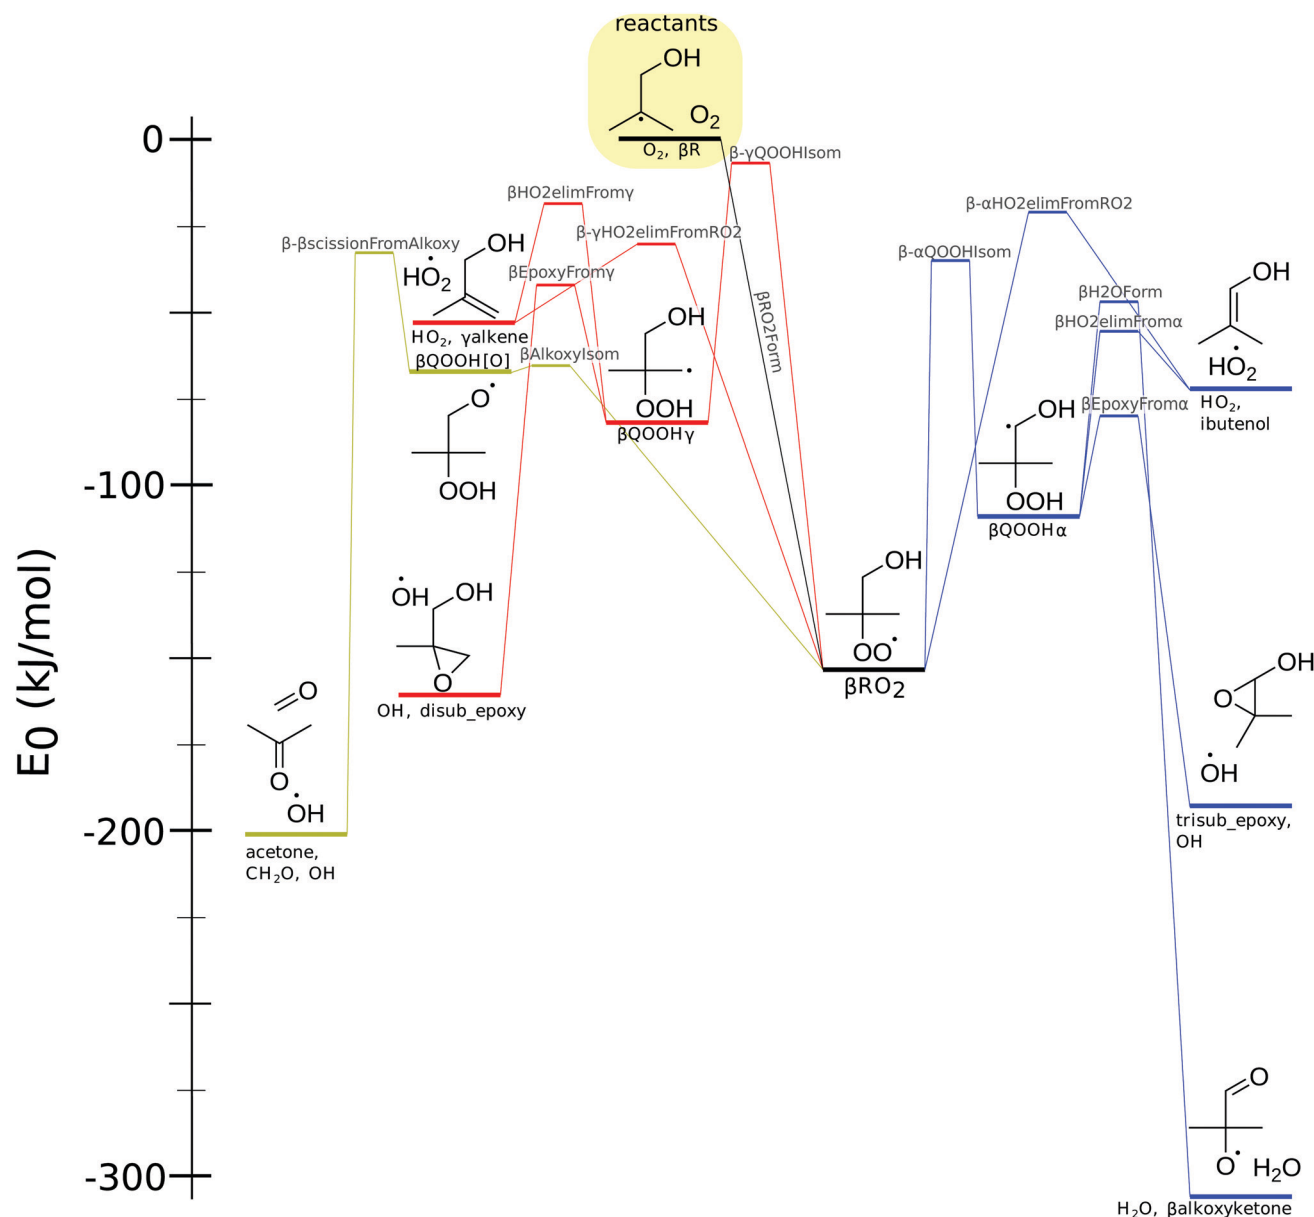 reactants
OH
O2
O2, βR
0
β-γQOOHIsom
βHO2elimFromγ
β-αHO2elimFromRO2
β-γHO2elimFromRO2
β-βscissionFromAlkoxy
OH
β-αQOOHIsom
HO2
βEpoxyFromγ
OH
βH2OForm
βRO2Form
OH
βHO2elimFromα
HO2, γalkene
βQOOH[O]
βAlkoxyIsom
HO2
O
OOH
OH
βEpoxyFromα
HO2,
ibutenol
βQOOHγ
-100
OOH
OOH
βQOOHα
E0 (kJ/mol)
OH
OH
OH
OO
O
βRO2
OH
O
OH, disub_epoxy
O
O
OH
OH
-200
trisub_epoxy,
OH
acetone,
CH2O, OH
O
-300
O
H2O
H2O, βalkoxyketone